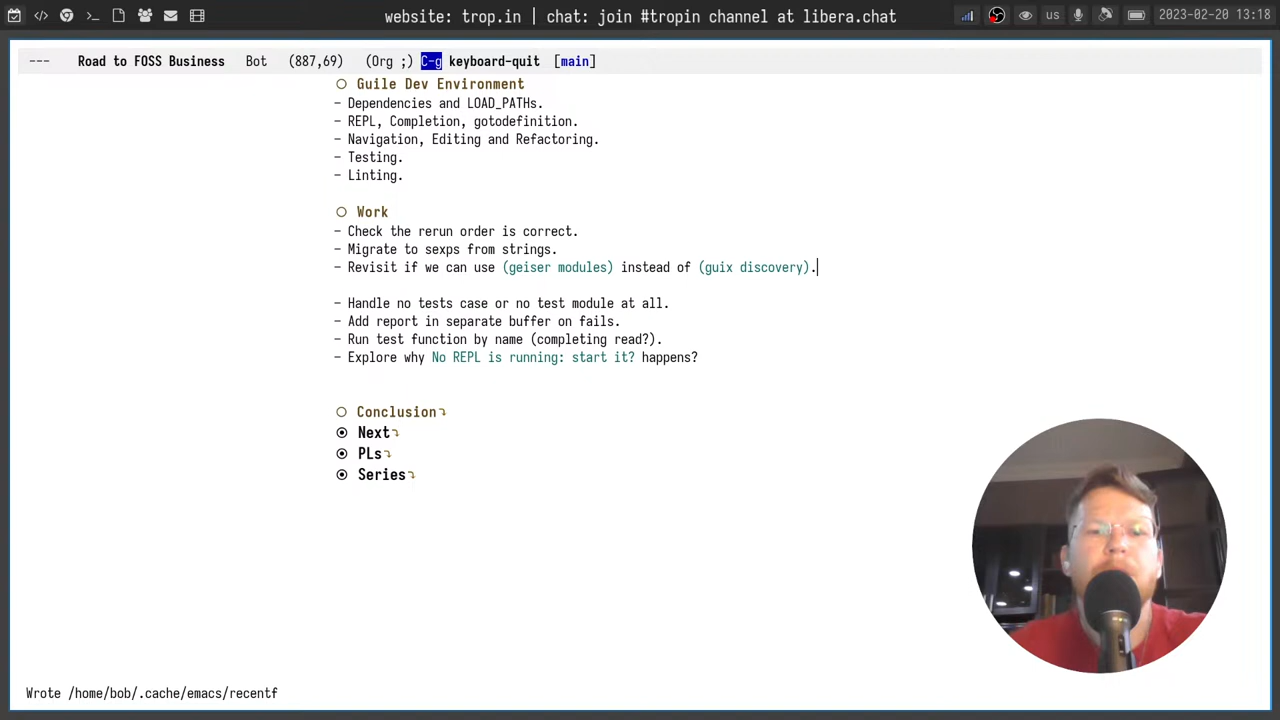 website: trop.in | chat: join #tropin channel at libera.chat
us
2023-02-20 13:18
--- Road to FOSS Business Bot (887,69) (Org ;) C-g keyboard-quit [main]
Guile Dev Environment
- Dependencies and LOAD_PATHs.
- REPL, Completion, gotodefinition.
- Navigation, Editing and Refactoring.
- Testing.
- Linting.
Work
- Check the rerun order is correct.
- Migrate to sexps from strings.
- Revisit if we can use (geiser modules) instead of (guix discovery).
- Handle no tests case or no test module at all.
- Add report in separate buffer on fails.
- Run test function by name (completing read?).
- Explore why No REPL is running: start it? happens?
Conclusion
Next
PLs
Series
Wrote /home/bob/.cache/emacs/recentf